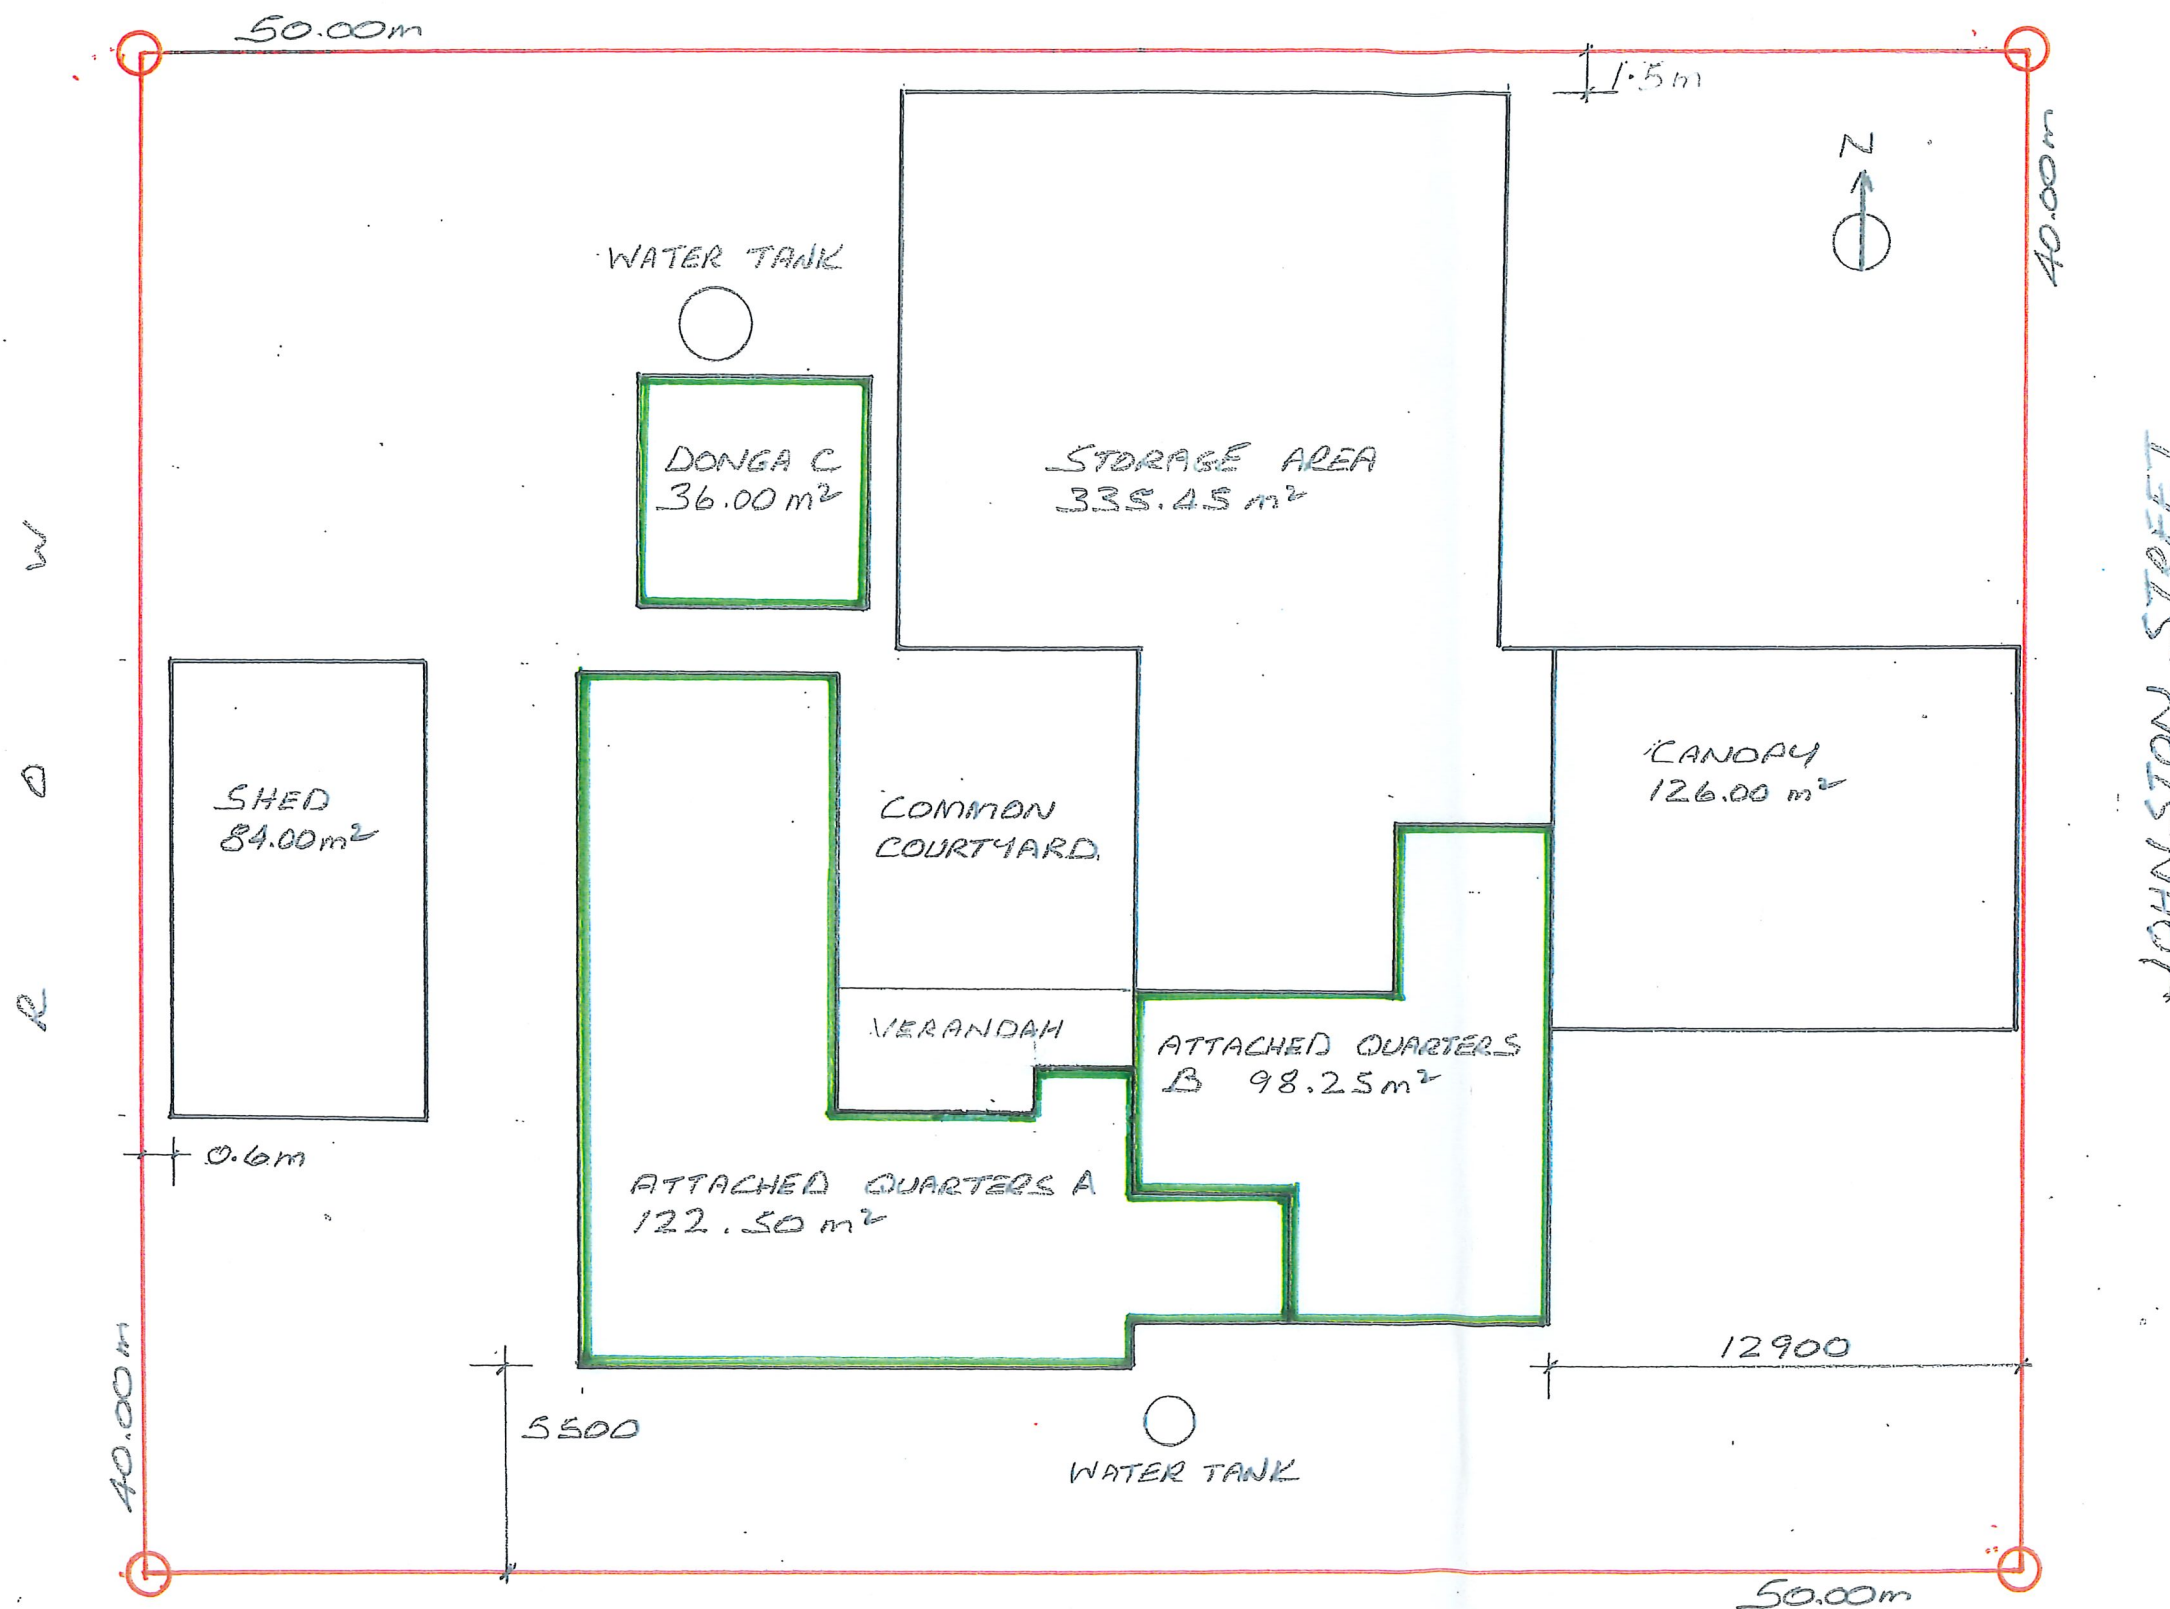 50.00m
1.5m
N
40.00m
WATER TANK
DONGA C
36.00 m²
STORAGE AREA
335.45 m²
R O W
JOHNSTON STREET
SHED
84.00m²
COMMON
COURTYARD
CANOPY
126.00 m²
VERANDAH
ATTACHED QUARTERS
B 98.25m²
0.6m
ATTACHED QUARTERS A
122.50 m²
12900
40.00m
5500
WATER TANK
50.00m